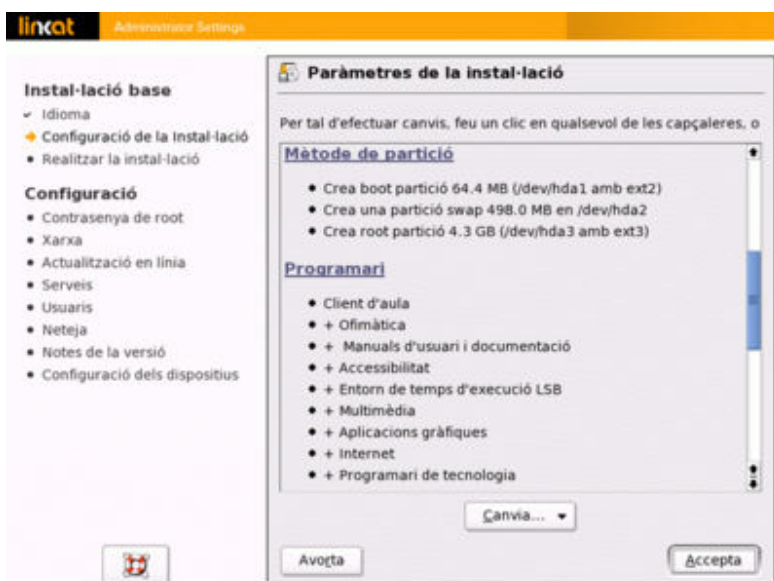 linkat Administrator Settings
Instal·lació base
Idioma
Configuració de la Instal·lació
Realitzar la instal·lació
Configuració
Contrasenya de root
Xarxa
Actualització en línia
Serveis
Usuaris
Neteja
Notes de la versió
Configuració dels dispositius
Paràmetres de la instal·lació
Per tal d'efectuar canvis, feu un clic en qualsevol de les capçaleres, o
Mètode de partició
Crea boot partició 64.4 MB (/dev/hda1 amb ext2)
Crea una partició swap 498.0 MB en /dev/hda2
Crea root partició 4.3 GB (/dev/hda3 amb ext3)
Programari
Client d'aula
+ Ofimàtica
+ Manuals d'usuari i documentació
+ Accessibilitat
+ Entorn de temps d'execució LSB
+ Multimèdia
+ Aplicacions gràfiques
+ Internet
+ Programari de tecnologia
Canvia...
Avorta
Accepta